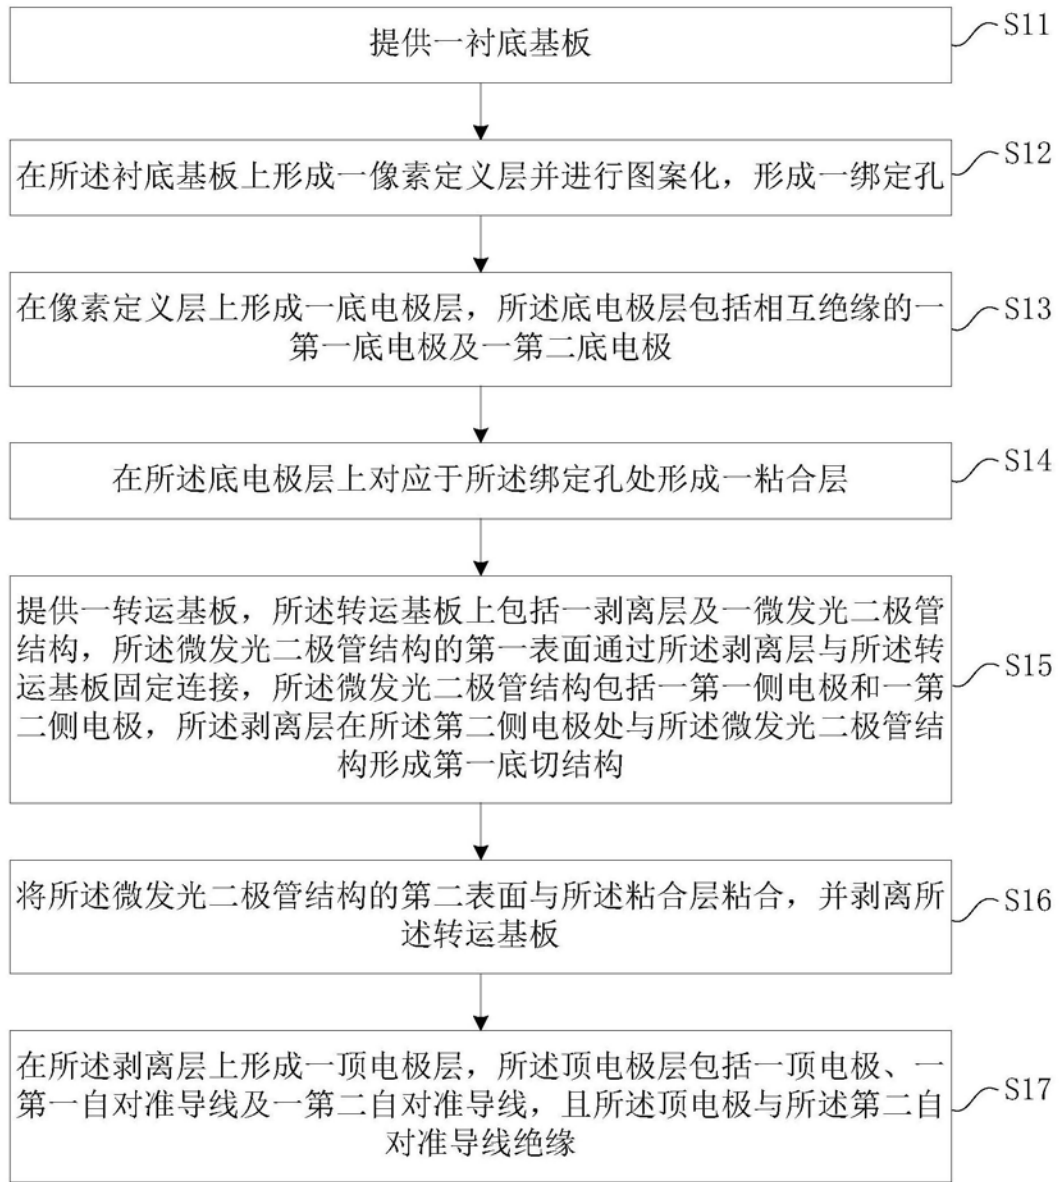 提供一衬底基板
S11
在所述衬底基板上形成一像素定义层并进行图案化，形成一绑定孔
S12
在像素定义层上形成一底电极层，所述底电极层包括相互绝缘的一
第一底电极及一第二底电极
S13
在所述底电极层上对应于所述绑定孔处形成一粘合层
S14
提供一转运基板，所述转运基板上包括一剥离层及一微发光二极管
结构，所述微发光二极管结构的第一表面通过所述剥离层与所述转
运基板固定连接，所述微发光二极管结构包括一第一侧电极和一第
二侧电极，所述剥离层在所述第二侧电极处与所述微发光二极管结
构形成第一底切结构
S15
将所述微发光二极管结构的第二表面与所述粘合层粘合，并剥离所
述转运基板
S16
在所述剥离层上形成一顶电极层，所述顶电极层包括一顶电极、一
第一自对准导线及一第二自对准导线，且所述顶电极与所述第二自
对准导线绝缘
S17